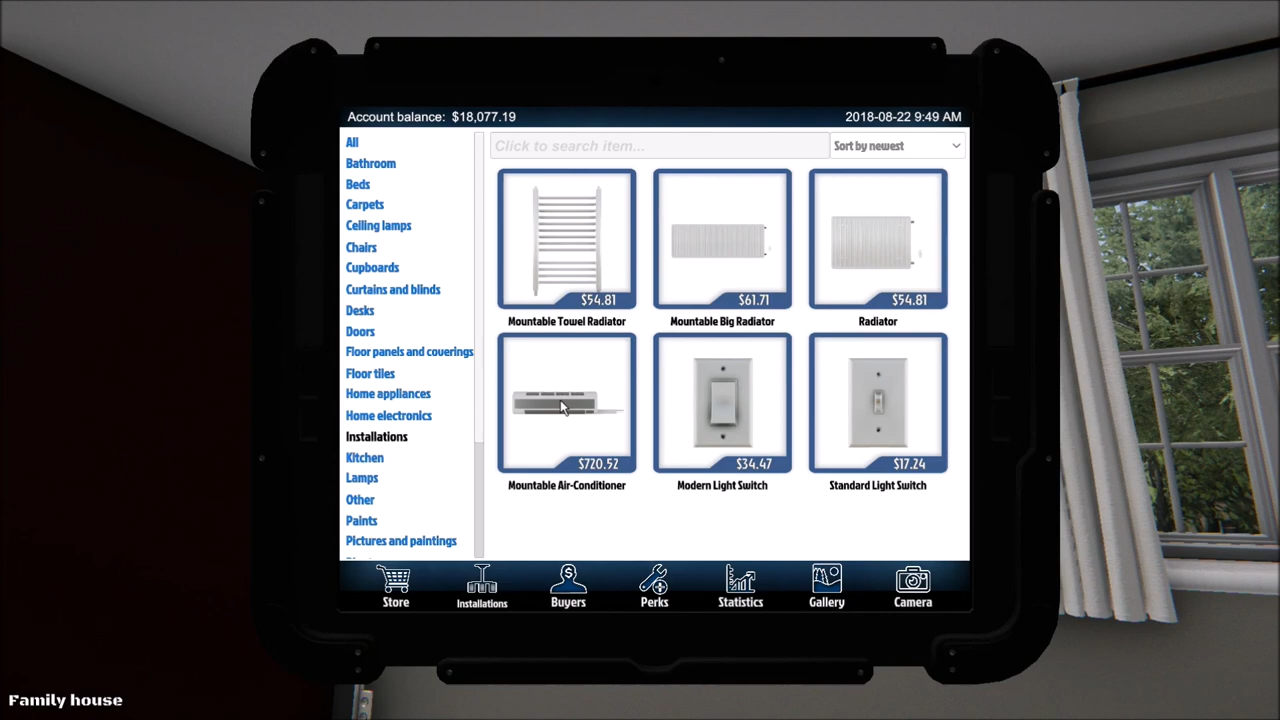 Account balance: $18,077.19
2018-08-22 9:49 AM
All
Bathroom
Beds
Carpets
Ceiling lamps
Chairs
Cupboards
Curtains and blinds
Desks
Doors
Floor panels and coverings
Floor tiles
Home appliances
Home electronics
Installations
Kitchen
Lamps
Other
Paints
Pictures and paintings
Click to search item...
Sort by newest
$54.81
$61.71
$54.81
Mountable Towel Radiator
Mountable Big Radiator
Radiator
$720.52
$34.47
$17.24
Mountable Air-Conditioner
Modern Light Switch
Standard Light Switch
Store
Installations
Buyers
Perks
Statistics
Gallery
Camera
Family house